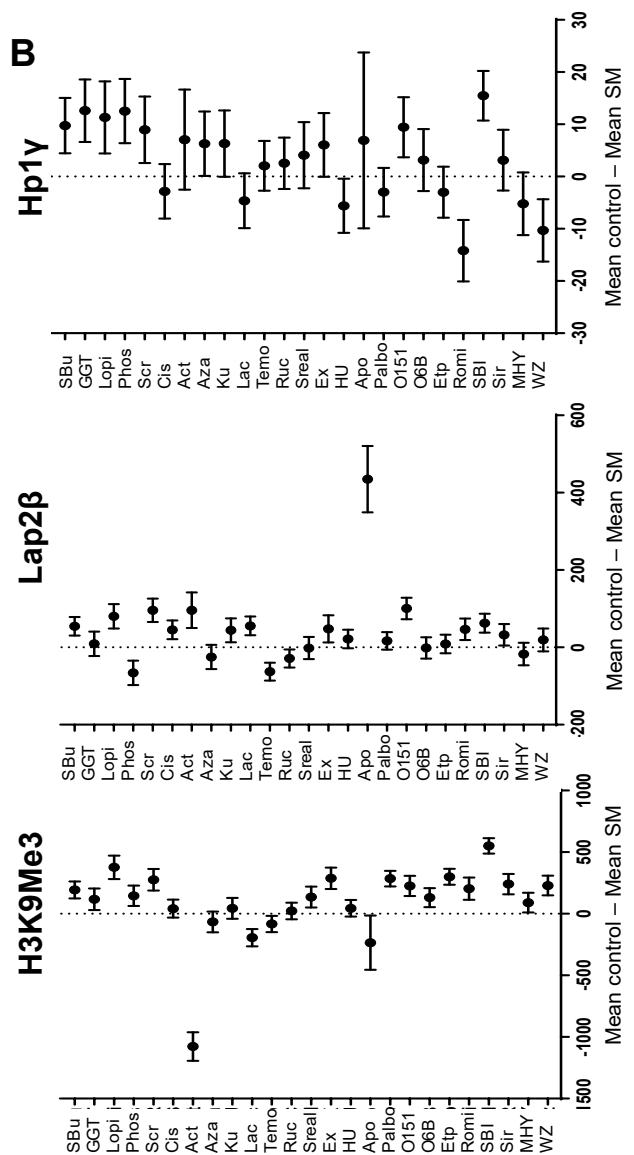 B
Hp1γ
30
20
10
0
-10
-20
-30
Mean control – Mean SM
SBu
GGT
Lopi
Phos
Scr
Cis
Act
Aza
Ku
Lac
Temo
Ruc
Sreal
Ex
HU
Apo
Palbo
O151
O6B
Etp
Romi
SBI
Sir
MHY
WZ
Lap2β
600
400
200
0
200
Mean control – Mean SM
SBu
GGT
Lopi
Phos
Scr
Cis
Act
Aza
Ku
Lac
Temo
Ruc
Sreal
Ex
HU
Apo
Palbo
O151
O6B
Etp
Romi
SBI
Sir
MHY
WZ
H3K9Me3
1000
500
0
-500
-1000
1500
Mean control – Mean SM
SBu
GGT
Lopi
Phos
Scr
Cis
Act
Aza
Ku
Lac
Temo
Ruc
Sreal
Ex
HU
Apo
Palbo
O151
O6B
Etp
Romi
SBI
Sir
MHY
WZ